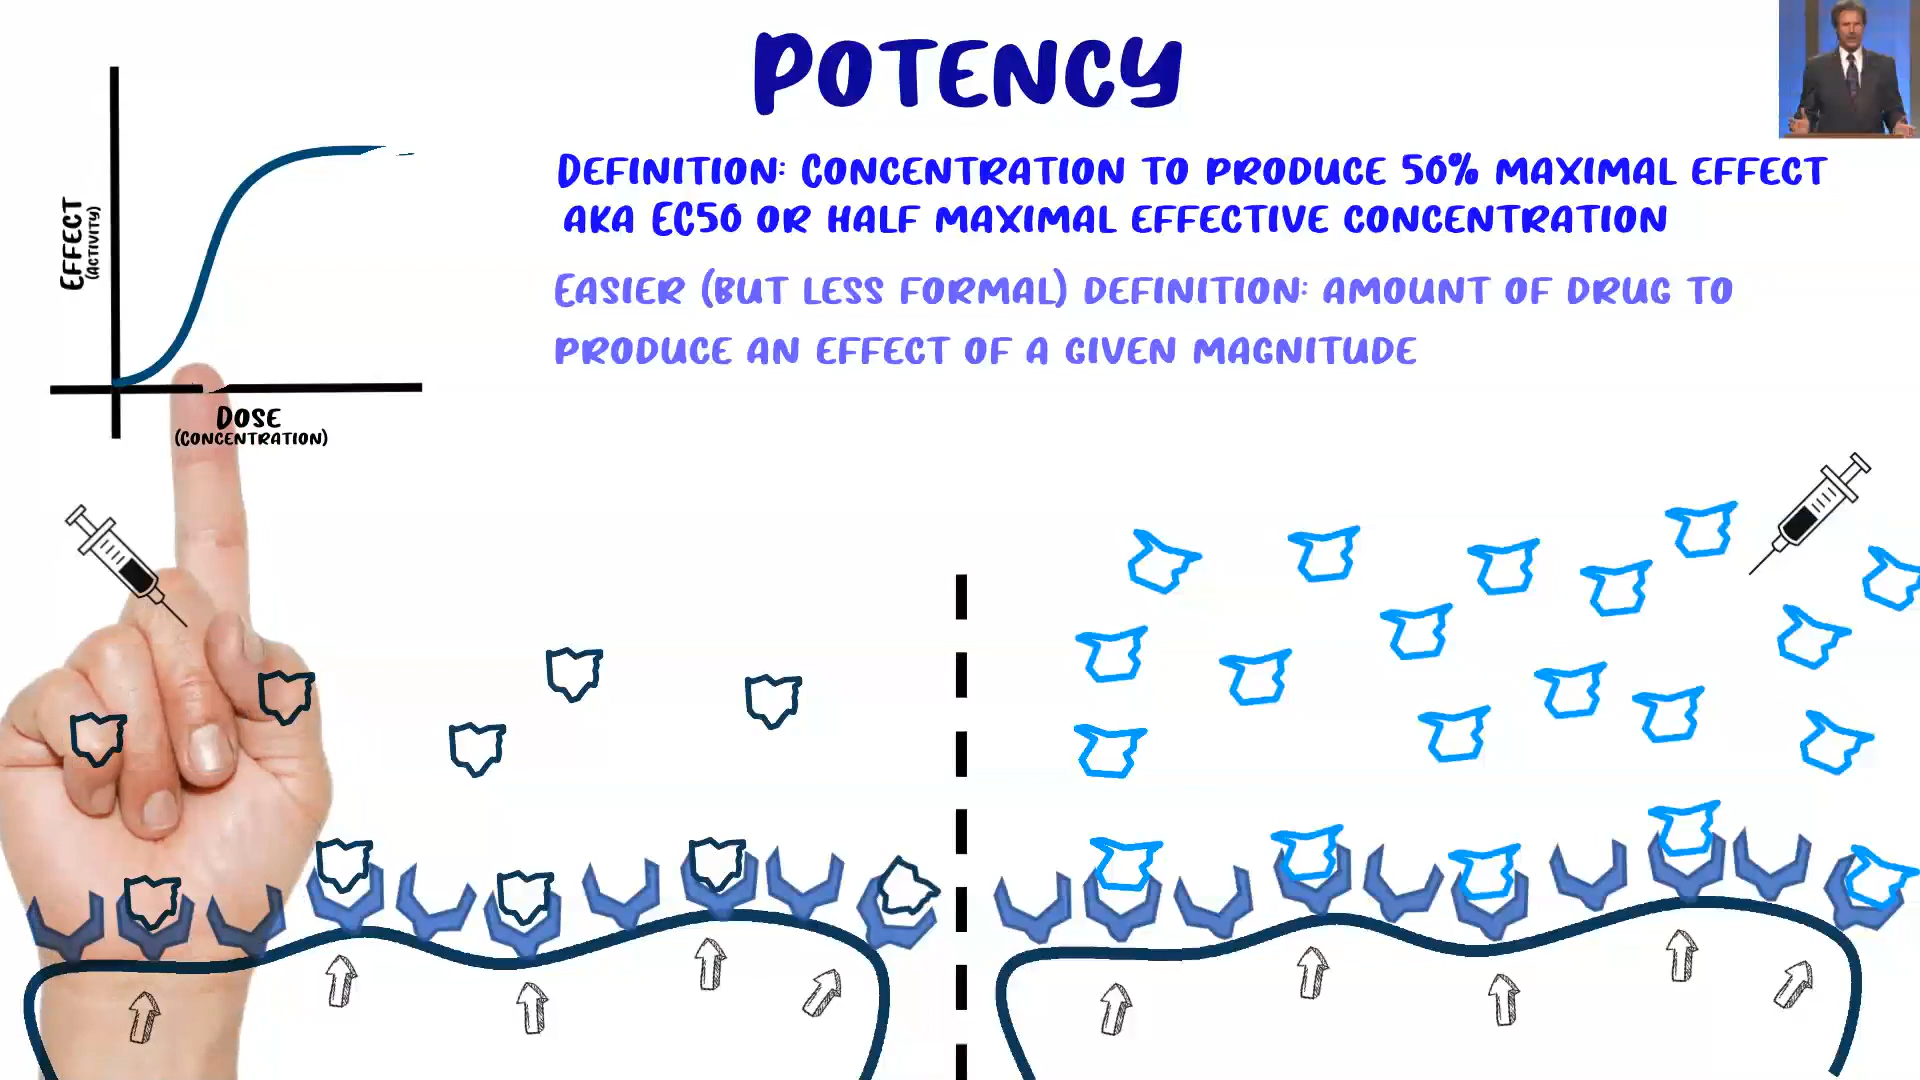 POTENCY
DEFINITION: CONCENTRATION TO PRODUCE 50% MAXIMAL EFFECT
AKA EC50 OR HALF MAXIMAL EFFECTIVE CONCENTRATION
EASIER (BUT LESS FORMAL) DEFINITION: AMOUNT OF DRUG TO
PRODUCE AN EFFECT OF A GIVEN MAGNITUDE
EFFECT
(ACTIVITY)
DOSE
(CONCENTRATION)